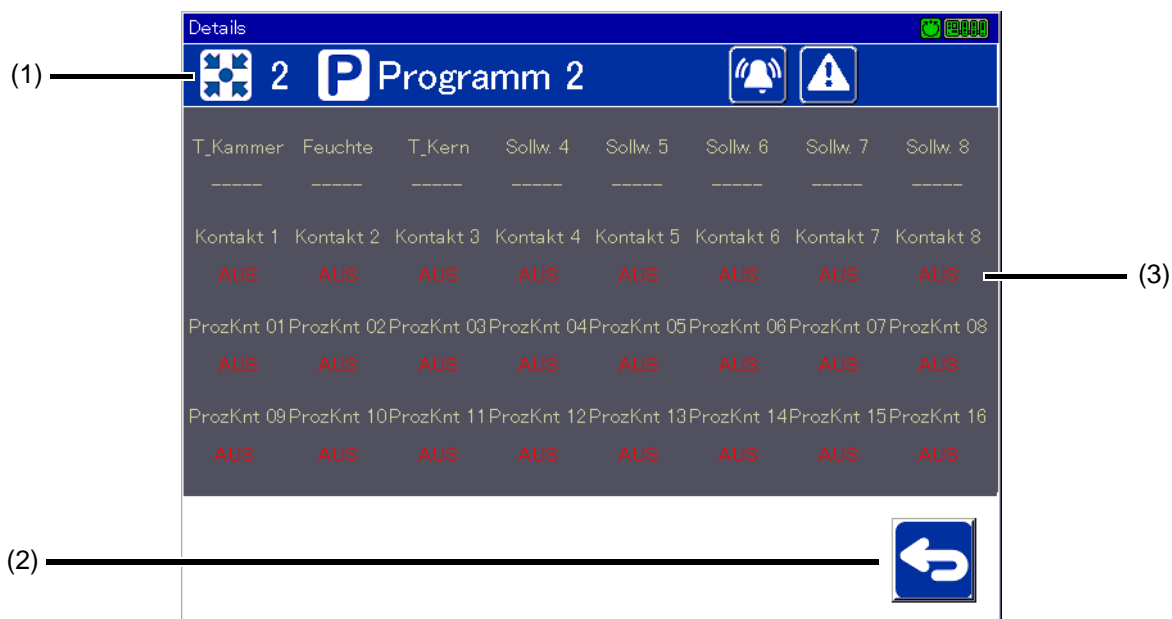 Details
(1) 2 P Programm 2
T_Kammer Feuchte T_Kern Sollw. 4 Sollw. 5 Sollw. 6 Sollw. 7 Sollw. 8
----- ----- ----- ----- ----- ----- ----- -----
Kontakt 1 Kontakt 2 Kontakt 3 Kontakt 4 Kontakt 5 Kontakt 6 Kontakt 7 Kontakt 8
AUS AUS AUS AUS AUS AUS AUS AUS (3)
ProzKnt 01 ProzKnt 02 ProzKnt 03 ProzKnt 04 ProzKnt 05 ProzKnt 06 ProzKnt 07 ProzKnt 08
AUS AUS AUS AUS AUS AUS AUS AUS
ProzKnt 09 ProzKnt 10 ProzKnt 11 ProzKnt 12 ProzKnt 13 ProzKnt 14 ProzKnt 15 ProzKnt 16
AUS AUS AUS AUS AUS AUS AUS AUS
(2)